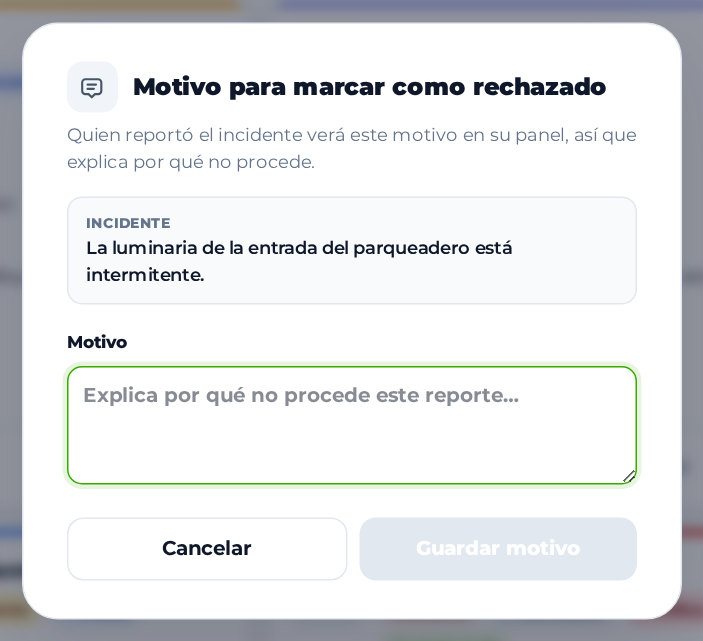 Motivo para marcar como rechazado
Quien reportó el incidente verá este motivo en su panel, así que
explica por qué no procede.
INCIDENTE
La luminaria de la entrada del parqueadero está
intermitente.
Motivo
Explica por qué no procede este reporte...
Cancelar
Guardar motivo